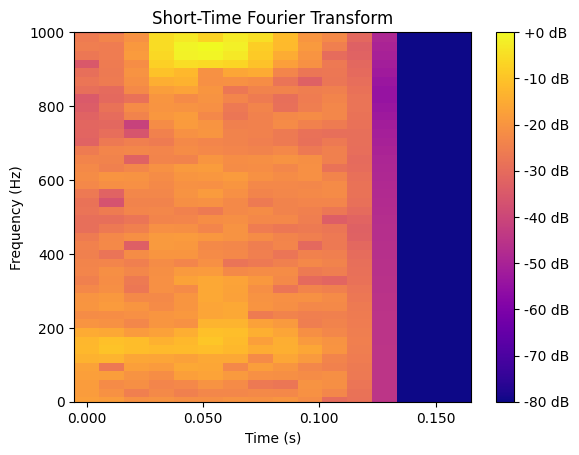 Short-Time Fourier Transform
1000
800
600
400
200
0
Frequency (Hz)
0.000
0.050
0.100
0.150
Time (s)
+0 dB
-10 dB
-20 dB
-30 dB
-40 dB
-50 dB
-60 dB
-70 dB
-80 dB